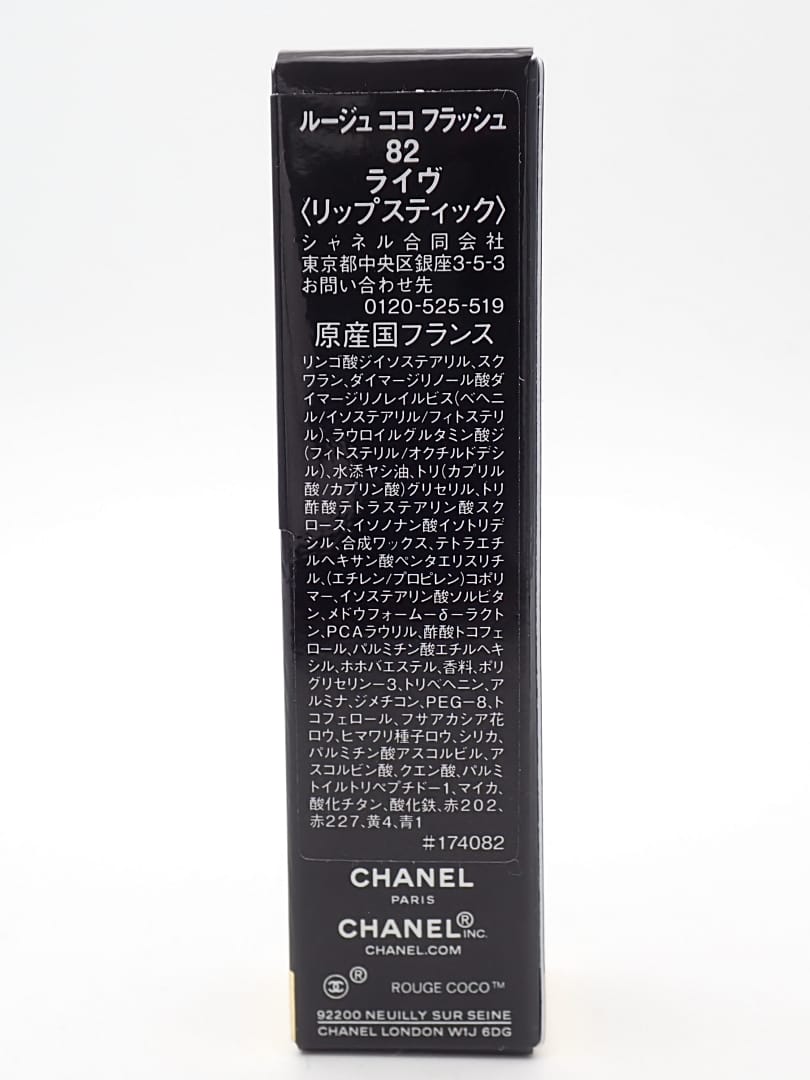 ルージュ ココ フラッシュ
82
ライヴ
〈リップスティック〉
シャネル合同会社
東京都中央区銀座3-5-3
お問い合わせ先
0120-525-519
原産国フランス
リンゴ酸ジイソステアリル、スク
ワラン、ダイマージリノール酸ダ
イマージリノレイルビス(ベヘニ
ル/イソステアリル/フィトステリ
ル)、ラウロイルグルタミン酸ジ
(フィトステリル/オクチルドデシ
ル)、水添ヤシ油、トリ(カプリル
酸/カプリン酸)グリセリル、トリ
酢酸テトラステアリン酸スク
ロース、イソノナン酸イソトリデ
シル、合成ワックス、テトラエチ
ルヘキサン酸ペンタエリスリチ
ル、(エチレン/プロピレン)コポリ
マー、イソステアリン酸ソルビタ
ン、メドウフォーム-δ-ラクト
ン、PCAラウリル、酢酸トコフェ
ロール、パルミチン酸エチルヘキ
シル、ホホバエステル、香料、ポリ
グリセリン-3、トリベヘニン、ア
ルミナ、ジメチコン、PEG-8、ト
コフェロール、フサアカシア花
ロウ、ヒマワリ種子ロウ、シリカ、
パルミチン酸アスコルビル、ア
スコルビン酸、クエン酸、パルミ
トイルトリペプチド-1、マイカ、
酸化チタン、酸化鉄、赤202、
赤227、黄4、青1
#174082
CHANEL
PARIS
CHANEL® INC.
CHANEL.COM
® ROUGE COCO™
92200 NEUILLY SUR SEINE
CHANEL LONDON W1J 6DG